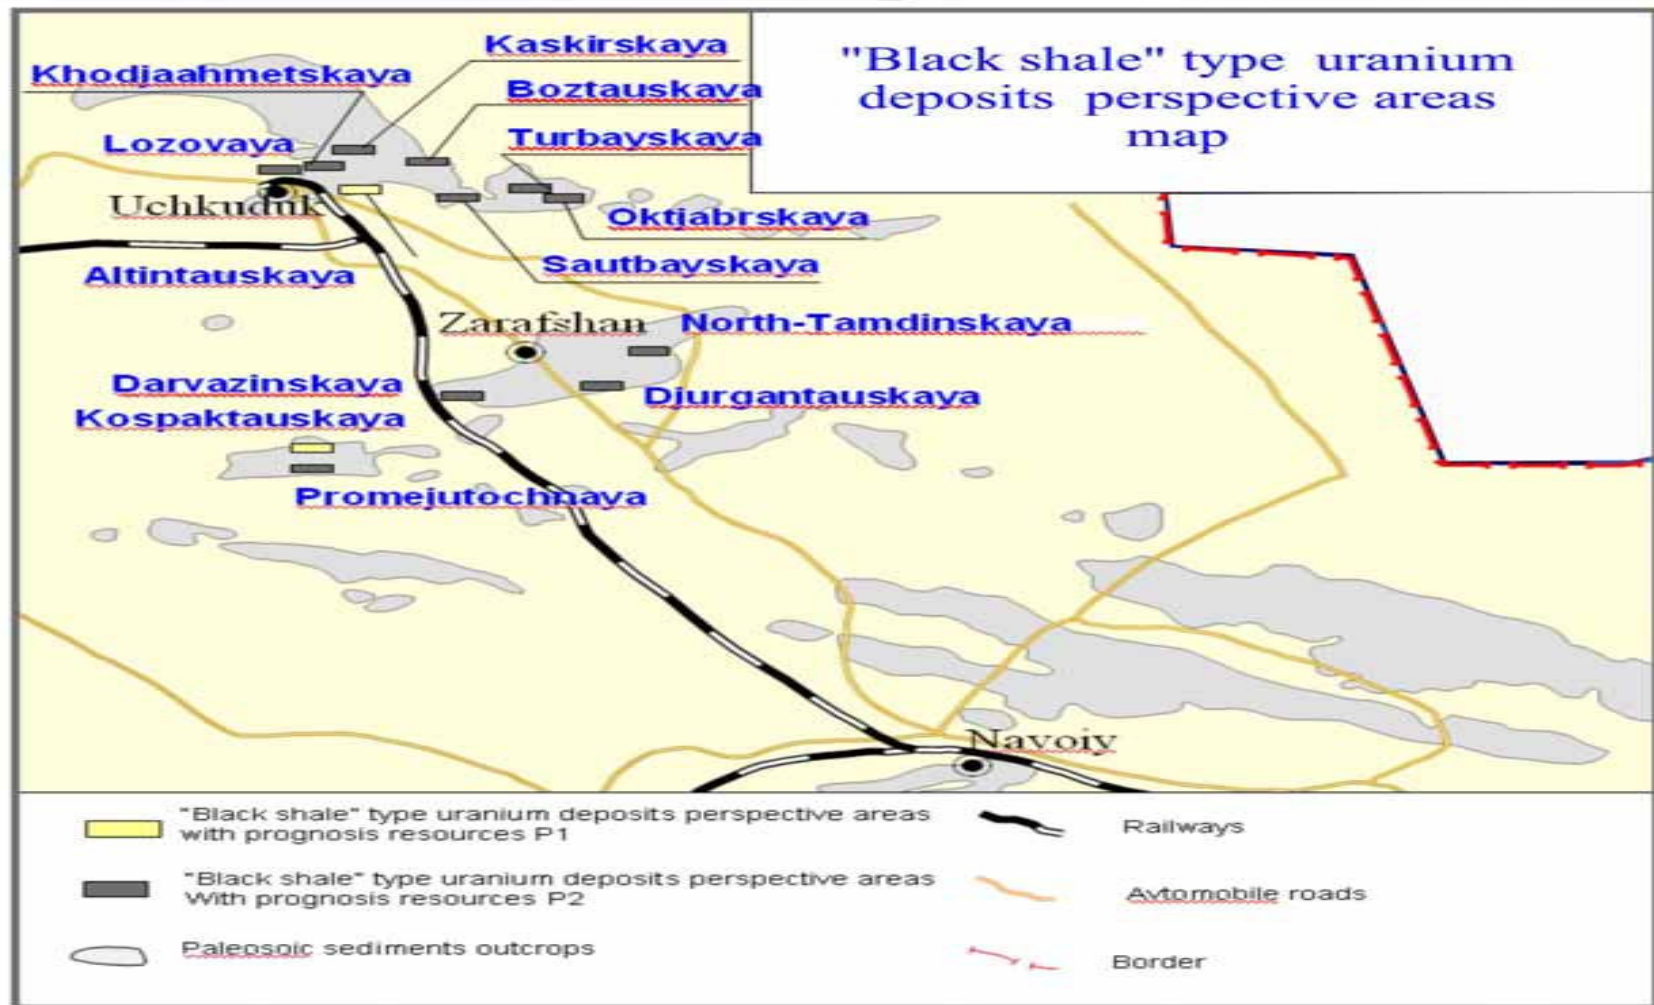 "Black shale" type uranium
deposits perspective areas
map
Kaskirskaya
Khodjaahmetskaya
Boztauskaya
Turbayskaya
Lozovaya
Uchkuduk
Oktjabrskaya
Sautbayskaya
Altintauskaya
Zarafshan
North-Tamdinskaya
Darvazinskaya
Djurgantauskaya
Kospaktauskaya
Promejutochnaya
Navoiy
"Black shale" type uranium deposits perspective areas
with prognosis resources P1
"Black shale" type uranium deposits perspective areas
With prognosis resources P2
Paleosoic sediments outcrops
Railways
Avtomobile roads
Border